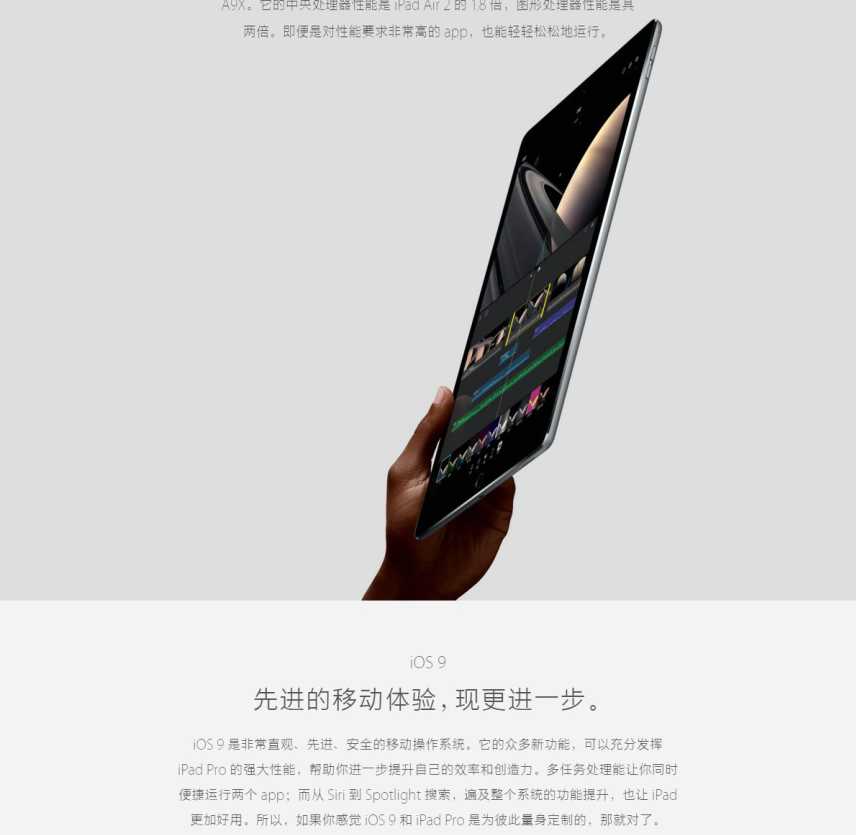 A9X。它的中央处理器性能是 iPad Air 2 的 1.8 倍，图形处理器性能是其
两倍。即便是对性能要求非常高的 app，也能轻轻松松地运行。
iOS 9
先进的移动体验，现更进一步。
iOS 9 是非常直观、先进、安全的移动操作系统。它的众多新功能，可以充分发挥
iPad Pro 的强大性能，帮助你进一步提升自己的效率和创造力。多任务处理能让你同时
便捷运行两个 app；而从 Siri 到 Spotlight 搜索，遍及整个系统的功能提升，也让 iPad
更加好用。所以，如果你感觉 iOS 9 和 iPad Pro 是为彼此量身定制的，那就对了。